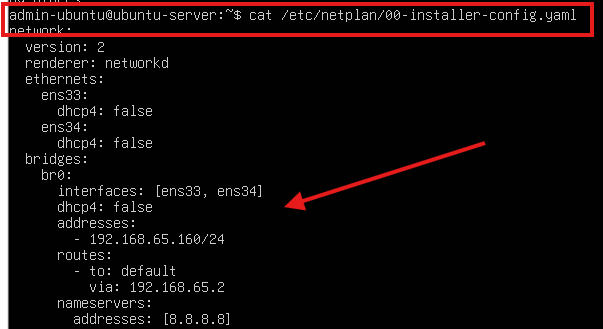 admin-ubuntu@ubuntu-server:~$ cat /etc/netplan/00-installer-config.yaml
network:
  version: 2
  renderer: networkd
  ethernets:
    ens33:
      dhcp4: false
    ens34:
      dhcp4: false
  bridges:
    br0:
      interfaces: [ens33, ens34]
      dhcp4: false
      addresses:
        - 192.168.65.160/24
      routes:
        - to: default
          via: 192.168.65.2
      nameservers:
        addresses: [8.8.8.8]